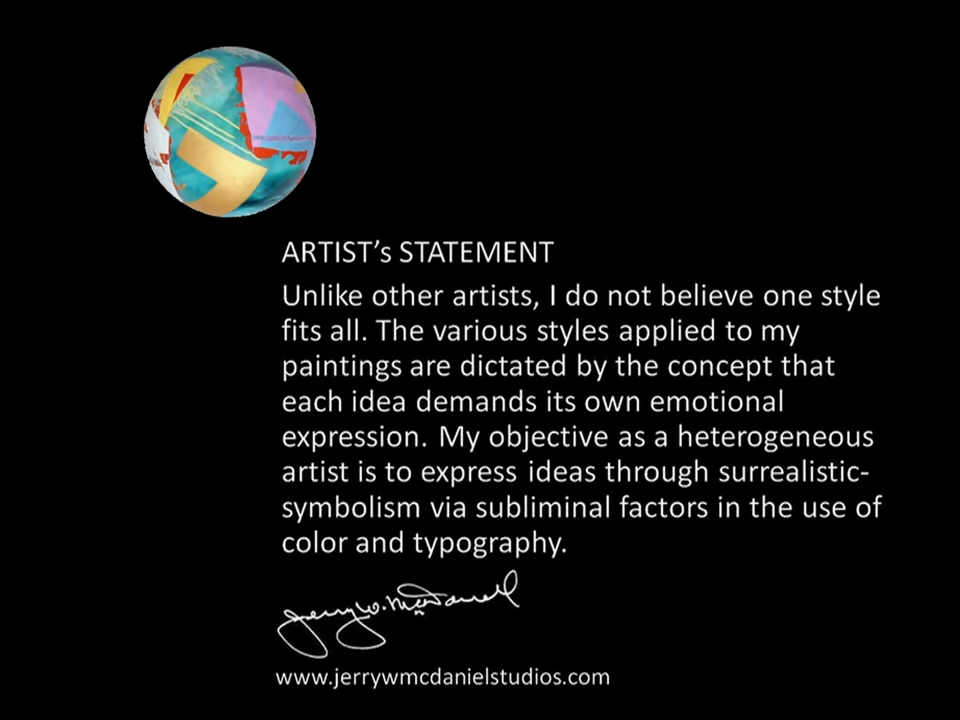 ARTIST's STATEMENT
Unlike other artists, I do not believe one style
fits all. The various styles applied to my
paintings are dictated by the concept that
each idea demands its own emotional
expression. My objective as a heterogeneous
artist is to express ideas through surrealistic-
symbolism via subliminal factors in the use of
color and typography.
Jerry W. McDaniel
www.jerrywmcdanielstudios.com